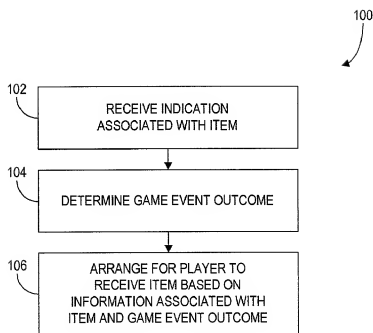 100
102
RECEIVE INDICATION
ASSOCIATED WITH ITEM
104
DETERMINE GAME EVENT OUTCOME
106
ARRANGE FOR PLAYER TO
RECEIVE ITEM BASED ON
INFORMATION ASSOCIATED WITH
ITEM AND GAME EVENT OUTCOME